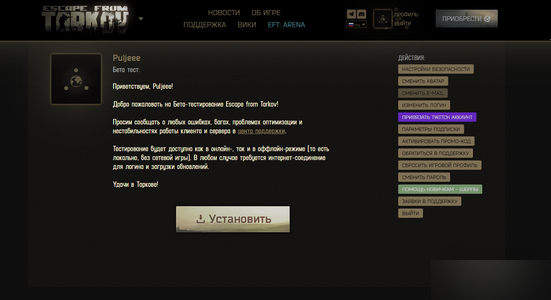 ESCAPE FROM
TARKOV
НОВОСТИ ОБ ИГРЕ
ПОДДЕРЖКА ВИКИ EFT: ARENA
ПРОФИЛЬ
ВЫЙТИ
ПРИОБРЕСТИ
Puljeee
Бета тест:
Приветствуем, Puljeee!
Добро пожаловать на Бета-тестирование Escape from Tarkov!
Просим сообщать о любых ошибках, багах, проблемах оптимизации и
нестабильностях работы клиента и сервера в центр поддержки.
Тестирование будет доступно как в онлайн-, так и в оффлайн-режиме (то есть
локально, без сетевой игры). В любом случае требуется интернет-соединение
для логина и загрузки обновлений.
Удачи в Таркове!
Установить
ДЕЙСТВИЯ
НАСТРОЙКИ БЕЗОПАСНОСТИ
СМЕНИТЬ АВАТАР
СМЕНИТЬ E-MAIL
ИЗМЕНИТЬ ЛОГИН
ПРИВЯЗАТЬ TWITCH АККАУНТ
ПАРАМЕТРЫ ПОДПИСКИ
АКТИВИРОВАТЬ ПРОМО-КОД
ОБРАТИТЬСЯ В ПОДДЕРЖКУ
СБРОСИТЬ ИГРОВОЙ ПРОФИЛЬ
СМЕНИТЬ ПАРОЛЬ
ПОМОЩЬ НОВИЧКАМ - ШЕРПЫ
ЗАЯВКИ В ПОДДЕРЖКУ
ВЫЙТИ